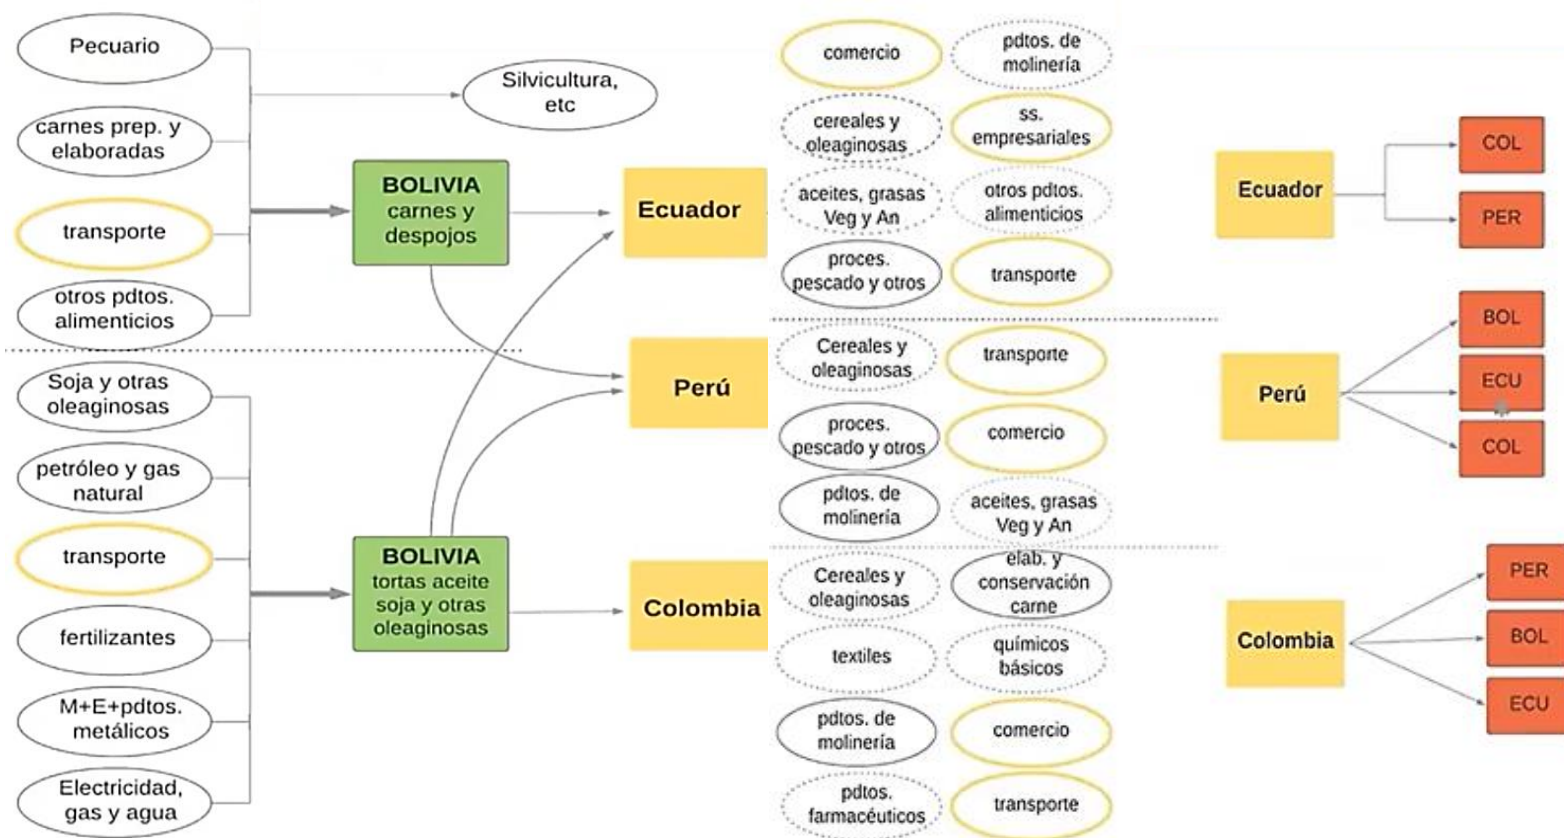 Pecuario
carnes prep. y
elaboradas
transporte
otros pdtos.
alimenticios
Silvicultura,
etc
BOLIVIA
carnes y
despojos
Soja y otras
oleaginosas
petróleo y gas
natural
transporte
fertilizantes
M+E+pdtos.
metálicos
Electricidad,
gas y agua
BOLIVIA
tortas aceite
soja y otras
oleaginosas
Ecuador
Perú
Colombia
comercio
pdtos. de
molinería
cereales y
oleaginosas
ss.
empresariales
aceites, grasas
Veg y An
otros pdtos.
alimenticios
proces.
pescado y otros
transporte
Cereales y
oleaginosas
transporte
proces.
pescado y otros
comercio
pdtos. de
molinería
aceites, grasas
Veg y An
Cereales y
oleaginosas
elab. y
conservación
carne
textiles
químicos
básicos
pdtos. de
molinería
comercio
pdtos.
farmacéuticos
transporte
Ecuador
COL
PER
Perú
BOL
ECU
COL
Colombia
PER
BOL
ECU